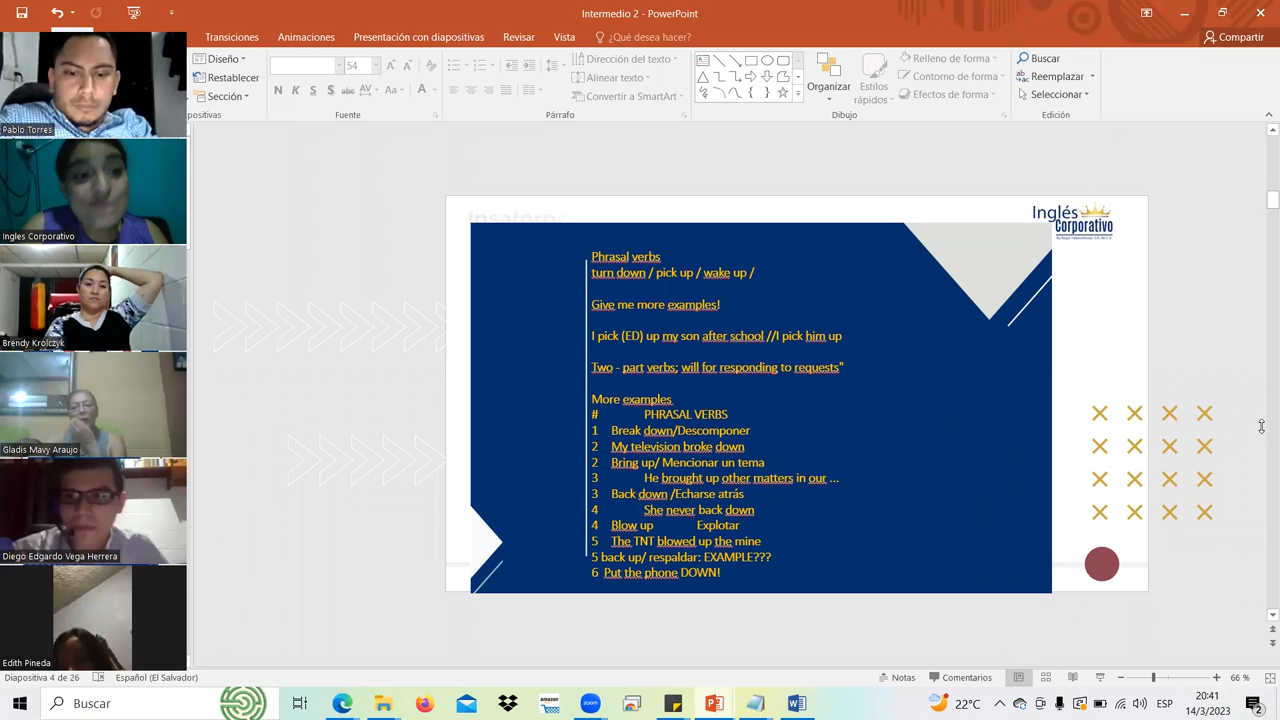 Intermedio 2 - PowerPoint
Transiciones Animaciones Presentación con diapositivas Revisar Vista ¿Qué desea hacer? Compartir
Diseño
Restablecer
Sección
54
N K S S abc AV Aa A
Dirección del texto
Alinear texto
Convertir a SmartArt
Organizar
Estilos rápidos
Relleno de forma
Contorno de forma
Efectos de forma
Buscar
Reemplazar
Seleccionar
positivas Fuente Párrafo Dibujo Edición
Pablo Torres
Ingles Corporativo
Brendy Krolczyk
Gladis Mavy Araujo
Diego Edgardo Vega Herrera
Edith Pineda
Inglés
Corporativo
Phrasal verbs
turn down / pick up / wake up /
Give me more examples!
I pick (ED) up my son after school //I pick him up
Two - part verbs; will for responding to requests"
More examples
# PHRASAL VERBS
1 Break down/Descomponer
2 My television broke down
2 Bring up/ Mencionar un tema
3 He brought up other matters in our ...
3 Back down /Echarse atrás
4 She never back down
4 Blow up Explotar
5 The TNT blowed up the mine
5 back up/ respaldar: EXAMPLE???
6 Put the phone DOWN!
Diapositiva 4 de 26 Español (El Salvador) Notas Comentarios 66 %
Buscar
amazon
zoom
22°C ESP
20:41
14/3/2023
2